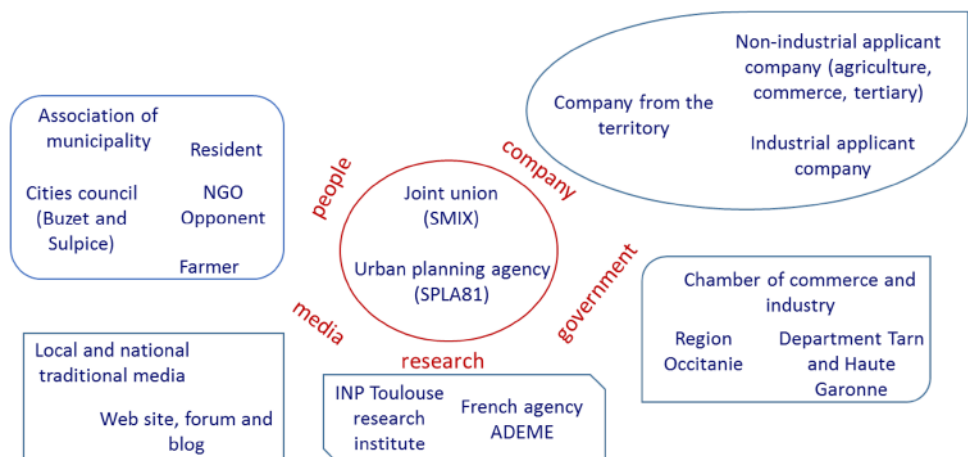 Association of
municipality
Resident
Cities council
(Buzet and
Sulpice)
NGO
Opponent
Farmer
people
company
Joint union
(SMIX)
Urban planning agency
(SPLA81)
media
research
government
Company from the
territory
Non-industrial applicant
company (agriculture,
commerce, tertiary)
Industrial applicant
company
Chamber of commerce and
industry
Region
Occitanie
Department Tarn
and Haute
Garonne
Local and national
traditional media
Web site, forum and
blog
INP Toulouse
research
institute
French agency
ADEME